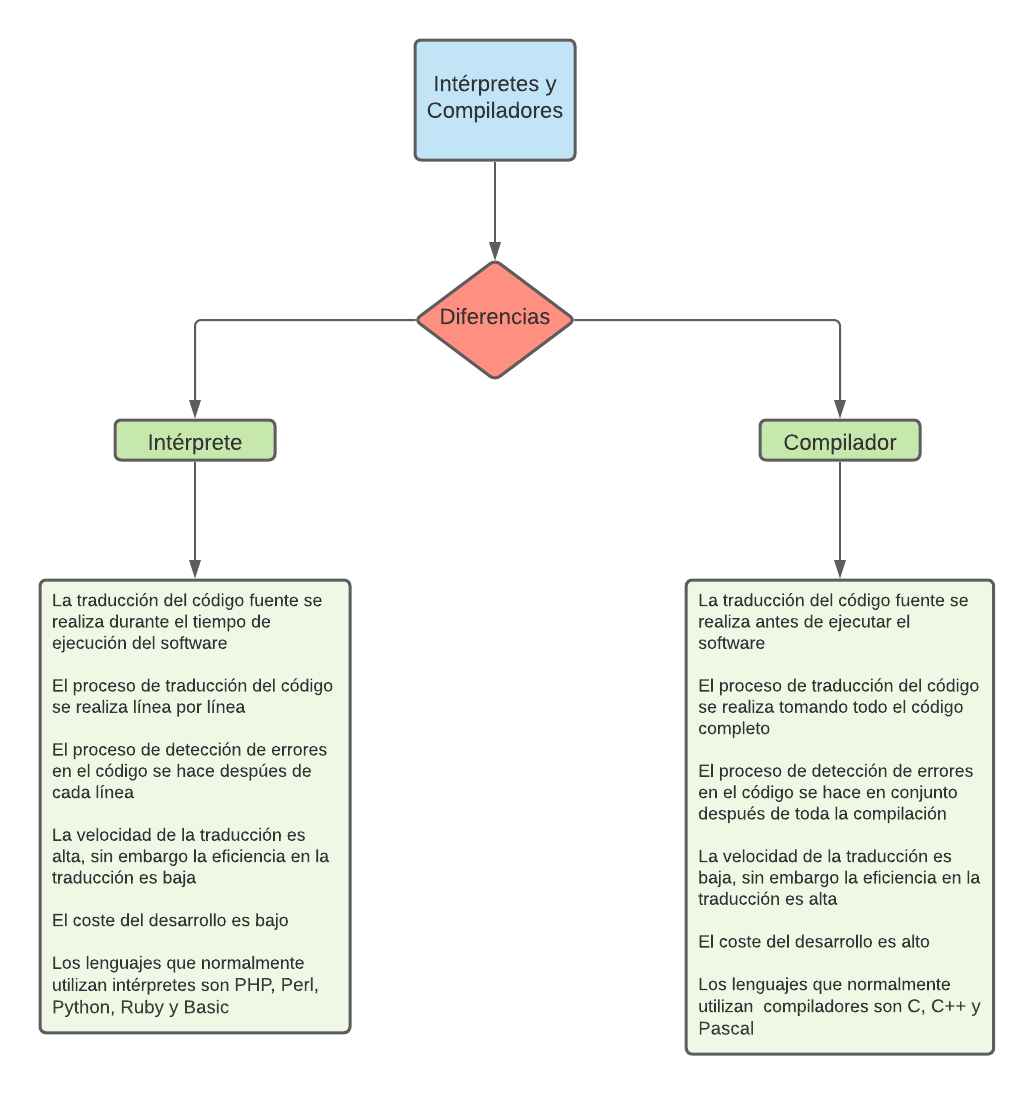 Intérpretes y
Compiladores
Diferencias
Intérprete
Compilador
La traducción del código fuente se
realiza durante el tiempo de
ejecución del software
El proceso de traducción del código
se realiza línea por línea
El proceso de detección de errores
en el código se hace despúes de
cada línea
La velocidad de la traducción es
alta, sin embargo la eficiencia en la
traducción es baja
El coste del desarrollo es bajo
Los lenguajes que normalmente
utilizan intérpretes son PHP, Perl,
Python, Ruby y Basic
La traducción del código fuente se
realiza antes de ejecutar el
software
El proceso de traducción del código
se realiza tomando todo el código
completo
El proceso de detección de errores
en el código se hace en conjunto
después de toda la compilación
La velocidad de la traducción es
baja, sin embargo la eficiencia en la
traducción es alta
El coste del desarrollo es alto
Los lenguajes que normalmente
utilizan  compiladores son C, C++ y
Pascal